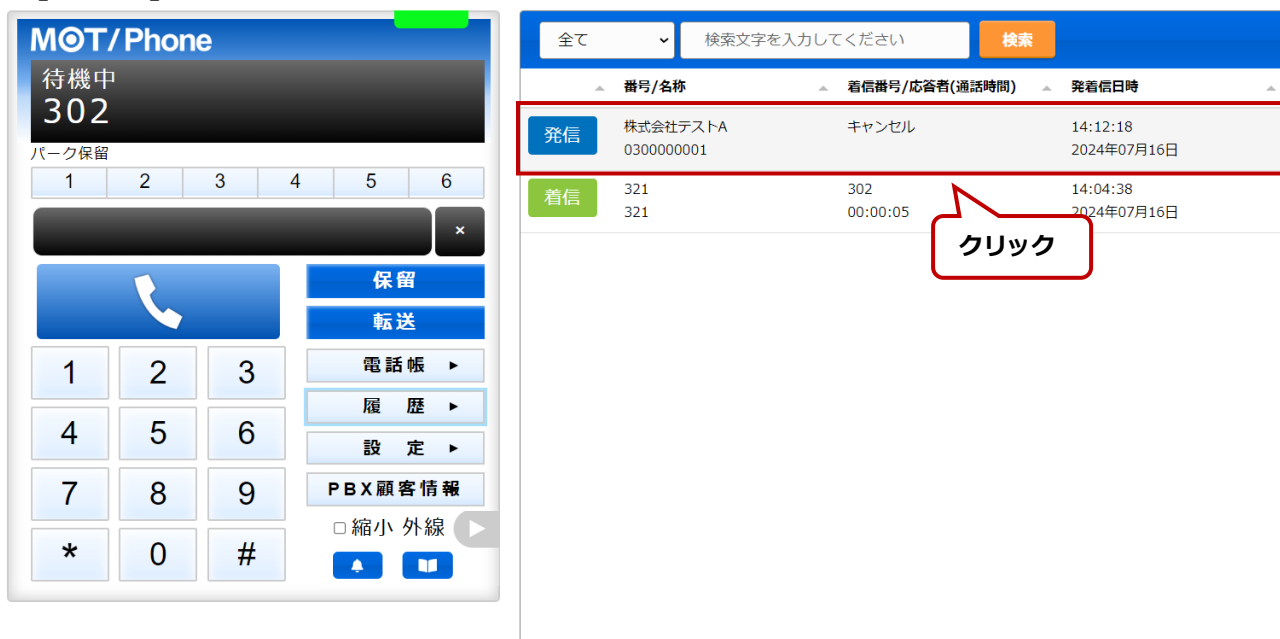 MOT/Phone
待機中
302
パーク保留
1 2 3 4 5 6
×
保留
転送
1 2 3
電話帳 ►
履 歴 ►
4 5 6
設 定 ►
7 8 9
PBX顧客情報
縮小 外線
* 0 #
全て 検索文字を入力してください 検索
番号/名称 着信番号/応答者(通話時間) 発着信日時
発信 株式会社テストA キャンセル 14:12:18
0300000001 2024年07月16日
着信 321 302 14:04:38
321 00:00:05 2024年07月16日
クリック